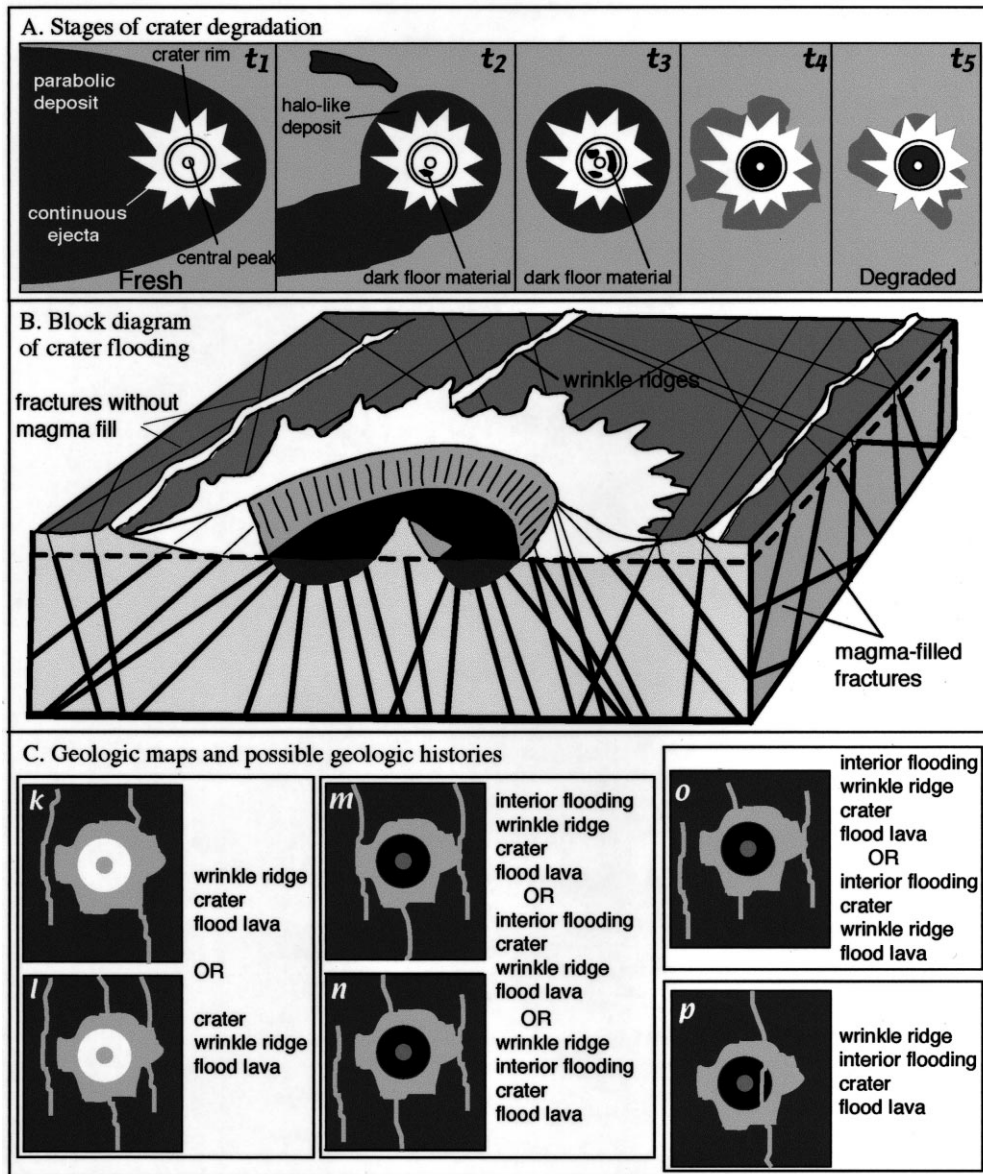 A. Stages of crater degradation
crater rim
t1
parabolic
deposit
continuous
ejecta
central peak
Fresh
t2
halo-like
deposit
dark floor material
t3
dark floor material
t4
t5
Degraded
B. Block diagram
of crater flooding
fractures without
magma fill
wrinkle ridges
magma-filled
fractures
C. Geologic maps and possible geologic histories
k
wrinkle ridge
crater
flood lava
OR
l
crater
wrinkle ridge
flood lava
m
interior flooding
wrinkle ridge
crater
flood lava
OR
interior flooding
crater
wrinkle ridge
flood lava
n
OR
wrinkle ridge
interior flooding
crater
flood lava
o
interior flooding
wrinkle ridge
crater
flood lava
OR
interior flooding
crater
wrinkle ridge
flood lava
p
wrinkle ridge
interior flooding
crater
flood lava